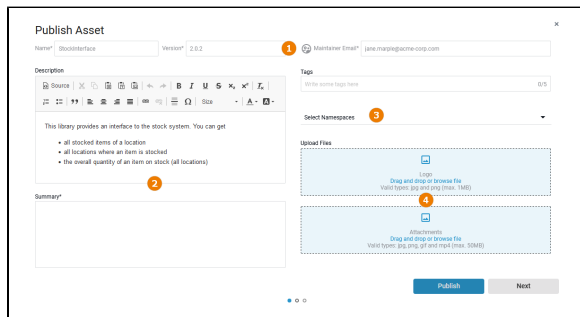 Publish Asset
×
Name* StockInterface Version* 2.0.2 1 Maintainer Email* jane.marple@acme-corp.com
Description
Source B I U S X₂ X² Tx
Ω Size A A
This library provides an interface to the stock system. You can get
• all stocked items of a location
• all locations where an item is stocked
• the overall quantity of an item on stock (all locations)
2
Summary*
Tags
Write some tags here 0/5
Select Namespaces 3
Upload Files
Logo
Drag and drop or browse file
Valid types: jpg and png (max. 1MB)
4
Attachments
Drag and drop or browse file
Valid types: jpg, png, gif and mp4 (max. 50MB)
Publish Next